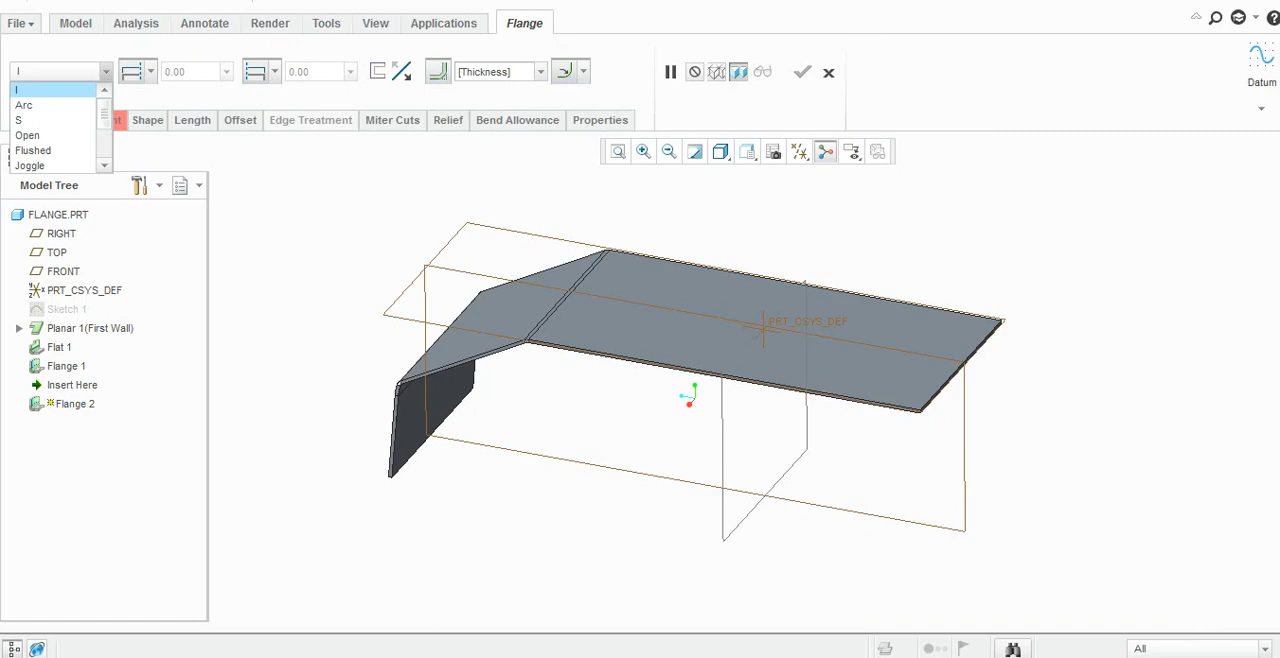 File
Model
Analysis
Annotate
Render
Tools
View
Applications
Flange
I
0.00
0.00
[Thickness]
Datum
I
Arc
S
Open
Flushed
Joggle
nt
Shape
Length
Offset
Edge Treatment
Miter Cuts
Relief
Bend Allowance
Properties
Model Tree
FLANGE.PRT
RIGHT
TOP
FRONT
PRT_CSYS_DEF
Sketch 1
Planar 1(First Wall)
Flat 1
Flange 1
Insert Here
Flange 2
PRT_CSYS_DEF
All